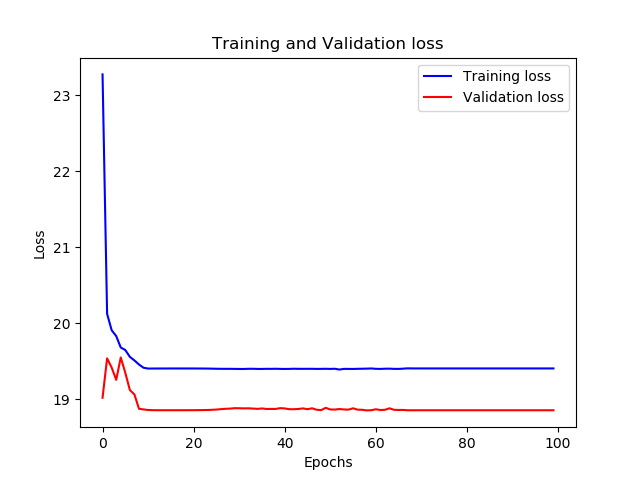 Training and Validation loss
Training loss
Validation loss
23
22
21
20
19
Loss
0
20
40
60
80
100
Epochs